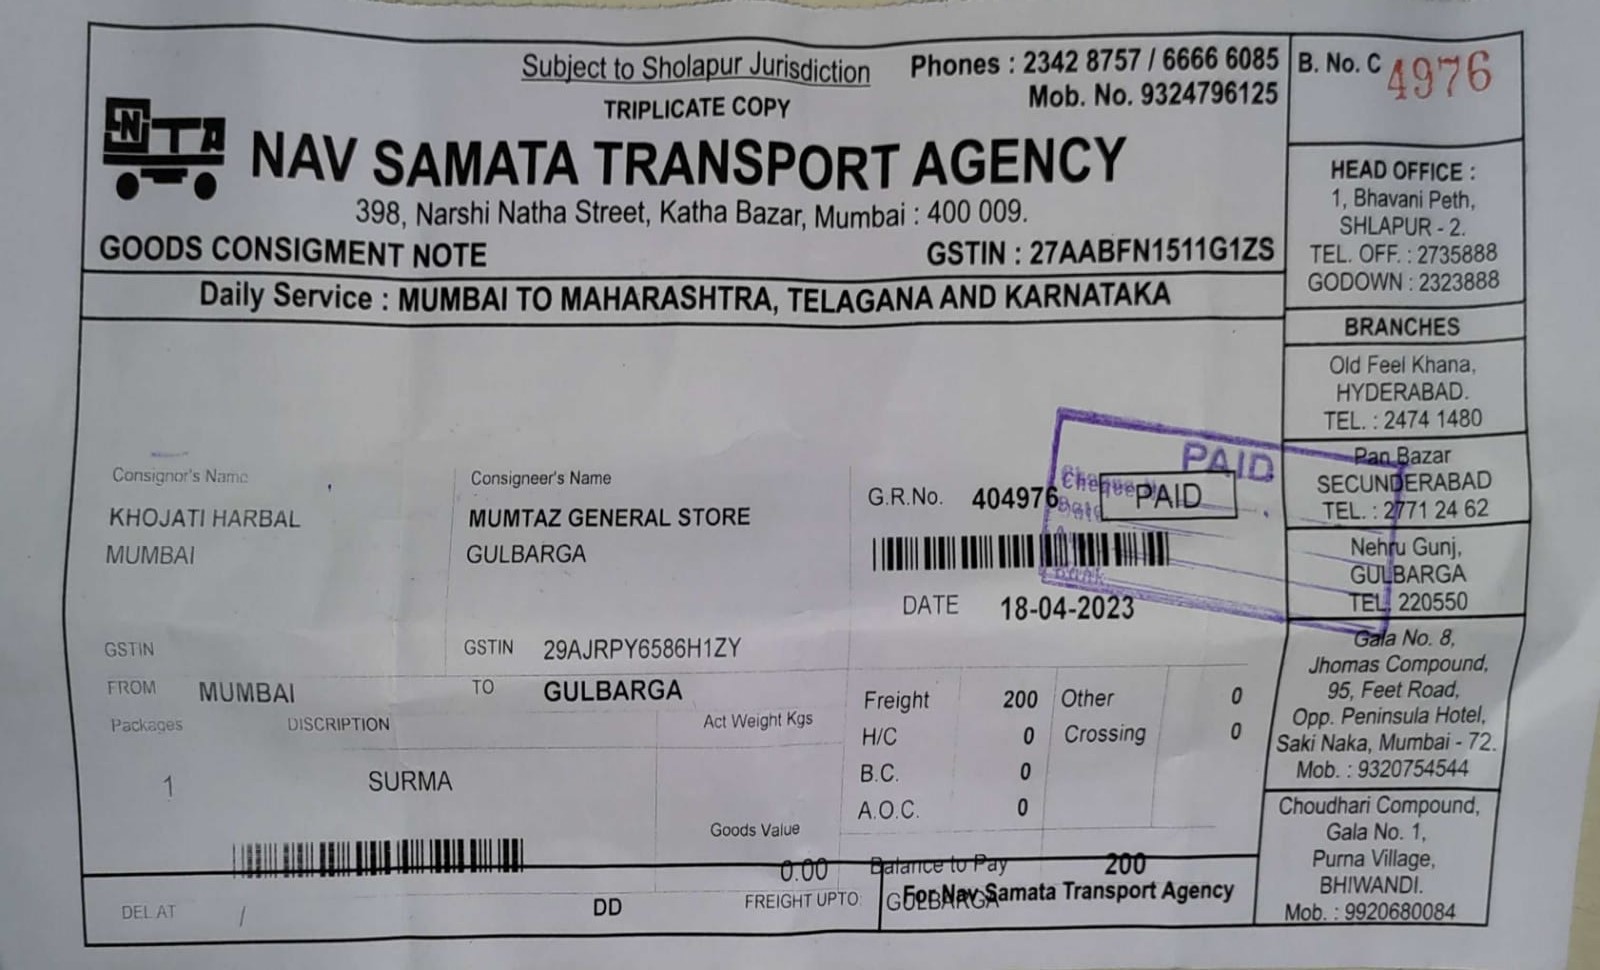 Subject to Sholapur Jurisdiction
Phones : 2342 8757 / 6666 6085
Mob. No. 9324796125
TRIPLICATE COPY
NTA
NAV SAMATA TRANSPORT AGENCY
398, Narshi Natha Street, Katha Bazar, Mumbai : 400 009.
GOODS CONSIGMENT NOTE
GSTIN : 27AABFN1511G1ZS
Daily Service : MUMBAI TO MAHARASHTRA, TELAGANA AND KARNATAKA
B. No. C 4976
HEAD OFFICE :
1, Bhavani Peth,
SHLAPUR - 2.
TEL. OFF. : 2735888
GODOWN : 2323888
BRANCHES
Old Feel Khana,
HYDERABAD.
TEL. : 2474 1480
Pan Bazar
SECUNDERABAD
TEL. : 2771 24 62
Nehru Gunj,
GULBARGA
TEL 220550
Gala No. 8,
Jhomas Compound,
95, Feet Road,
Opp. Peninsula Hotel,
Saki Naka, Mumbai - 72.
Mob. : 9320754544
Choudhari Compound,
Gala No. 1,
Purna Village,
BHIWANDI.
Mob. : 9920680084
Consignor's Name
KHOJATI HARBAL
MUMBAI
GSTIN
Consigneer's Name
MUMTAZ GENERAL STORE
GULBARGA
GSTIN 29AJRPY6586H1ZY
G.R.No. 404976
PAID
PAID
Cheque
Date
Bank
DATE 18-04-2023
FROM MUMBAI
TO GULBARGA
Packages DISCRIPTION Act Weight Kgs
1 SURMA
Goods Value
0.00
Freight 200 Other 0
H/C 0 Crossing 0
B.C. 0
A.O.C. 0
Balance to Pay 200
DEL AT / DD FREIGHT UPTO: GULBARGA
For Nav Samata Transport Agency